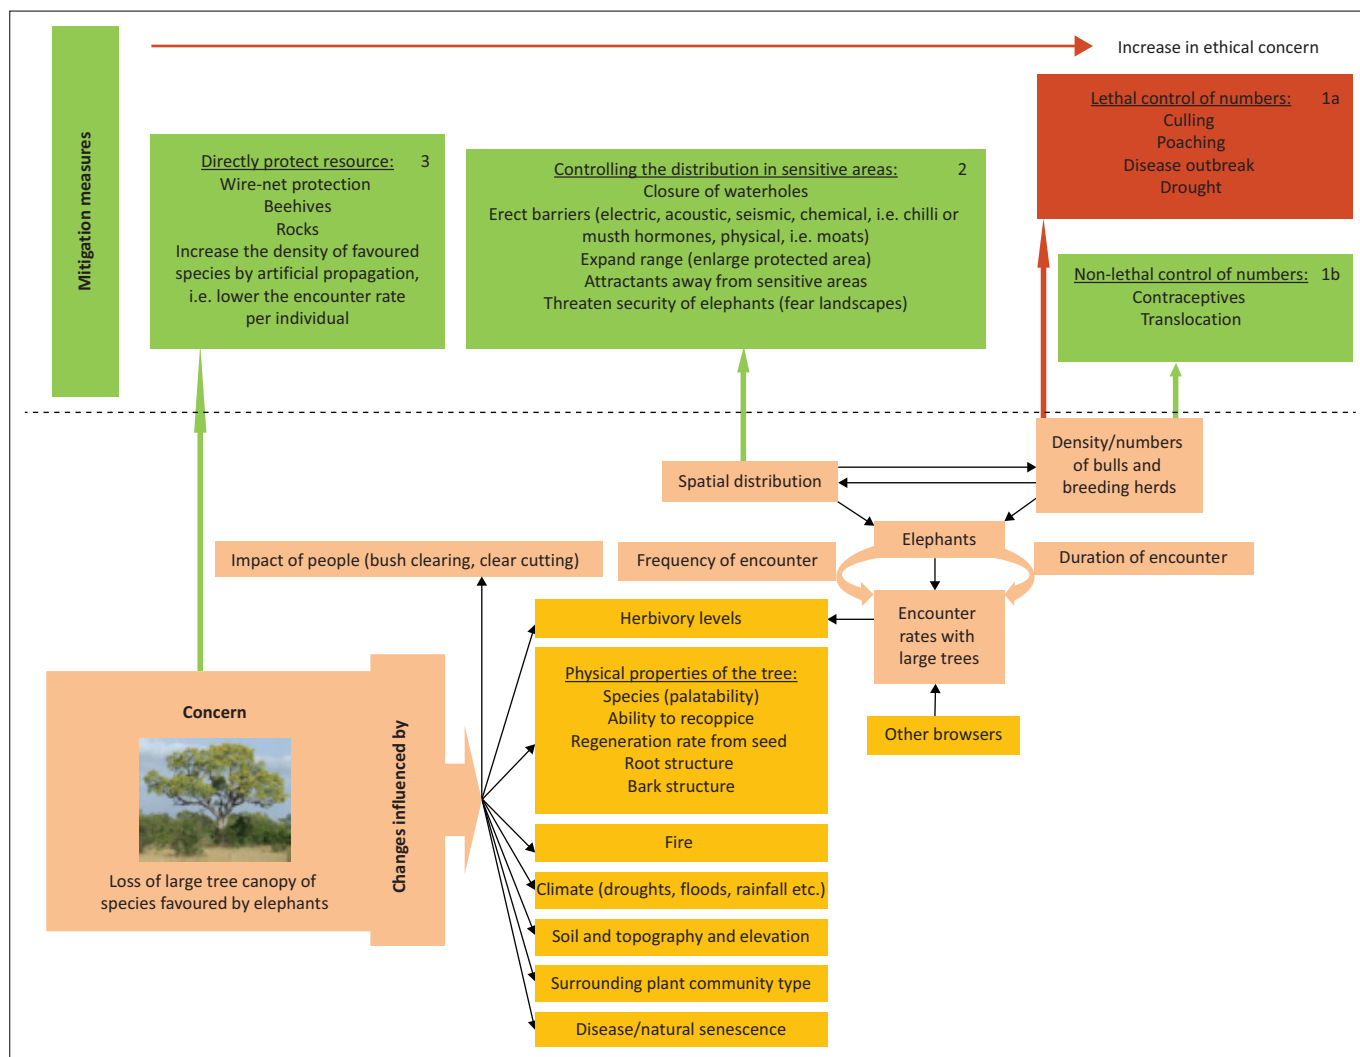 Mitigation measures
Increase in ethical concern
Directly protect resource: 3
Wire-net protection
Beehives
Rocks
Increase the density of favoured
species by artificial propagation,
i.e. lower the encounter rate
per individual
Controlling the distribution in sensitive areas: 2
Closure of waterholes
Erect barriers (electric, acoustic, seismic, chemical, i.e. chilli or
musth hormones, physical, i.e. moats)
Expand range (enlarge protected area)
Attractants away from sensitive areas
Threaten security of elephants (fear landscapes)
Lethal control of numbers: 1a
Culling
Poaching
Disease outbreak
Drought
Non-lethal control of numbers: 1b
Contraceptives
Translocation
Density/numbers
of bulls and
breeding herds
Spatial distribution
Elephants
Frequency of encounter
Duration of encounter
Encounter
rates with
large trees
Other browsers
Impact of people (bush clearing, clear cutting)
Concern
Loss of large tree canopy of
species favoured by elephants
Changes influenced by
Herbivory levels
Physical properties of the tree:
Species (palatability)
Ability to recoppice
Regeneration rate from seed
Root structure
Bark structure
Fire
Climate (droughts, floods, rainfall etc.)
Soil and topography and elevation
Surrounding plant community type
Disease/natural senescence